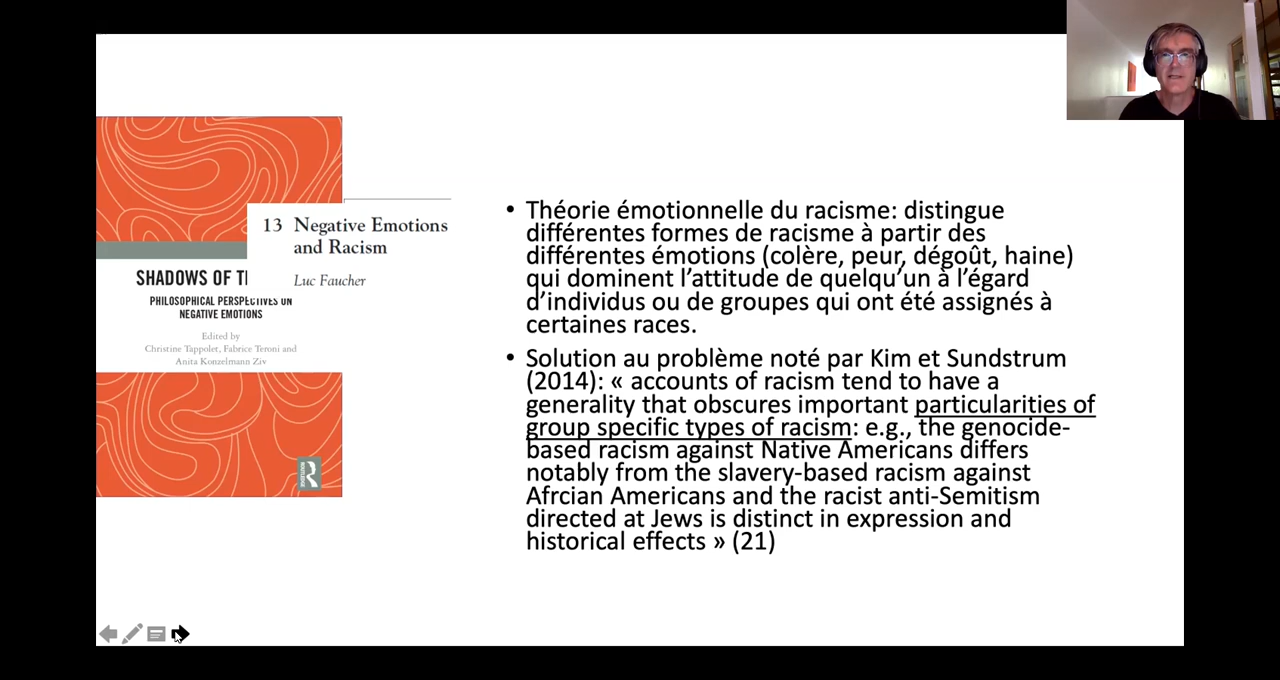 13 Negative Emotions
and Racism
Luc Faucher
SHADOWS OF
PHILOSOPHICAL PERSPECTIVES ON
NEGATIVE EMOTIONS
Edited by
Christine Tappolet, Fabrice Teroni and
Anita Konzelmann Ziv
R
ROUTLEDGE
• Théorie émotionnelle du racisme: distingue
différentes formes de racisme à partir des
différentes émotions (colère, peur, dégoût, haine)
qui dominent l’attitude de quelqu’un à l’égard
d’individus ou de groupes qui ont été assignés à
certaines races.
• Solution au problème noté par Kim et Sundstrum
(2014): « accounts of racism tend to have a
generality that obscures important particularities of
group specific types of racism: e.g., the genocide-
based racism against Native Americans differs
notably from the slavery-based racism against
Afrcian Americans and the racist anti-Semitism
directed at Jews is distinct in expression and
historical effects » (21)